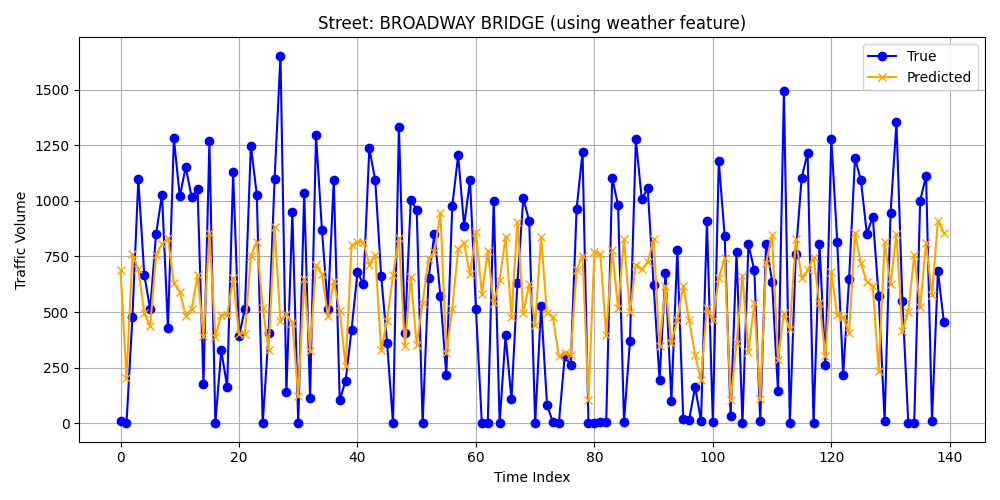 Street: BROADWAY BRIDGE (using weather feature)
True
Predicted
Traffic Volume
1500
1250
1000
750
500
250
0
0 20 40 60 80 100 120 140
Time Index